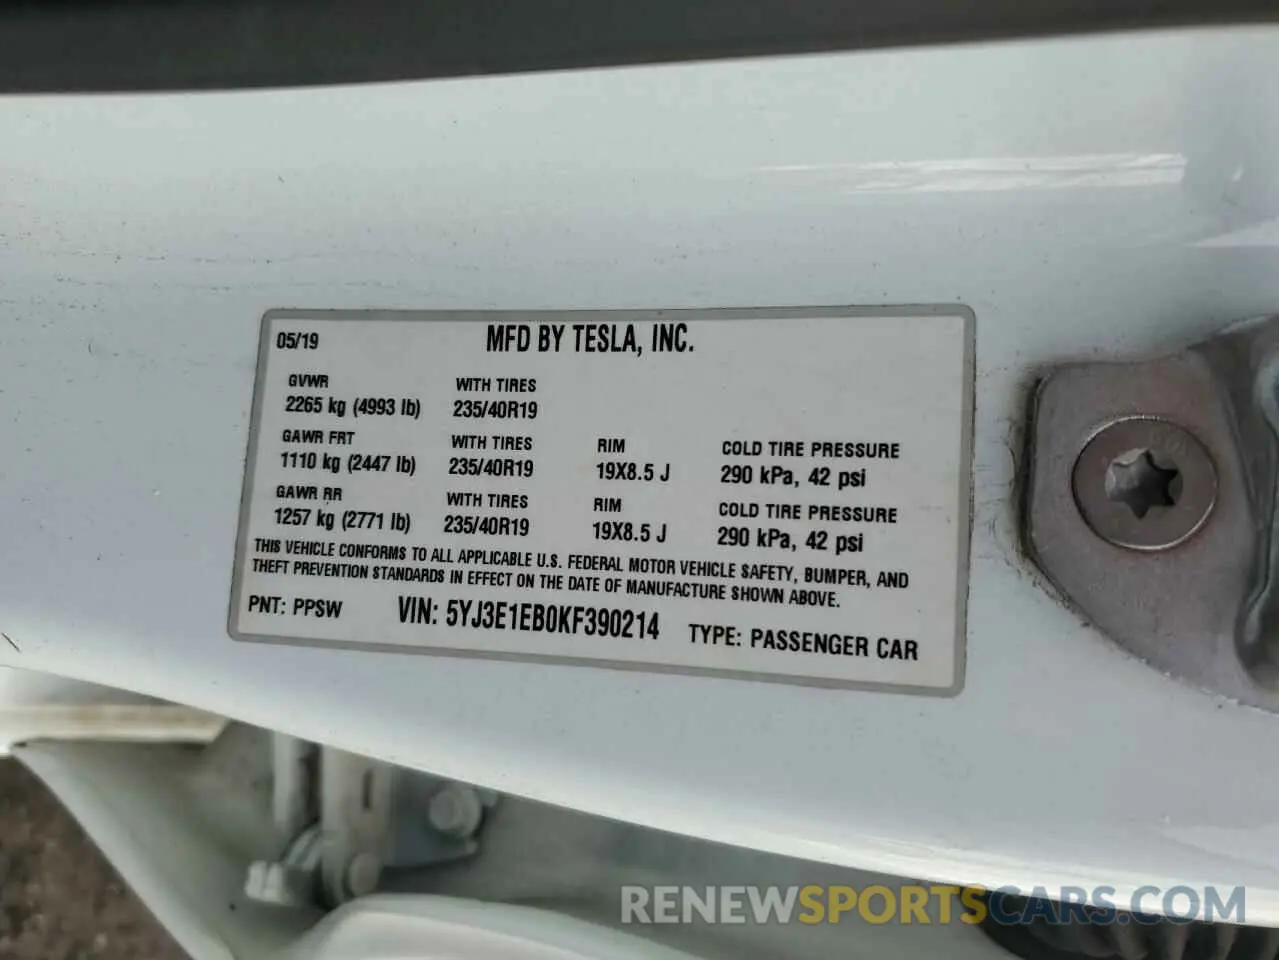 05/19 MFD BY TESLA, INC.
GVWR WITH TIRES
2265 kg (4993 lb) 235/40R19
GAWR FRT WITH TIRES RIM COLD TIRE PRESSURE
1110 kg (2447 lb) 235/40R19 19X8.5 J 290 kPa, 42 psi
GAWR RR WITH TIRES RIM COLD TIRE PRESSURE
1257 kg (2771 lb) 235/40R19 19X8.5 J 290 kPa, 42 psi
THIS VEHICLE CONFORMS TO ALL APPLICABLE U.S. FEDERAL MOTOR VEHICLE SAFETY, BUMPER, AND
THEFT PREVENTION STANDARDS IN EFFECT ON THE DATE OF MANUFACTURE SHOWN ABOVE.
PNT: PPSW VIN: 5YJ3E1EB0KF390214 TYPE: PASSENGER CAR
RENEWSPORTSCARS.COM